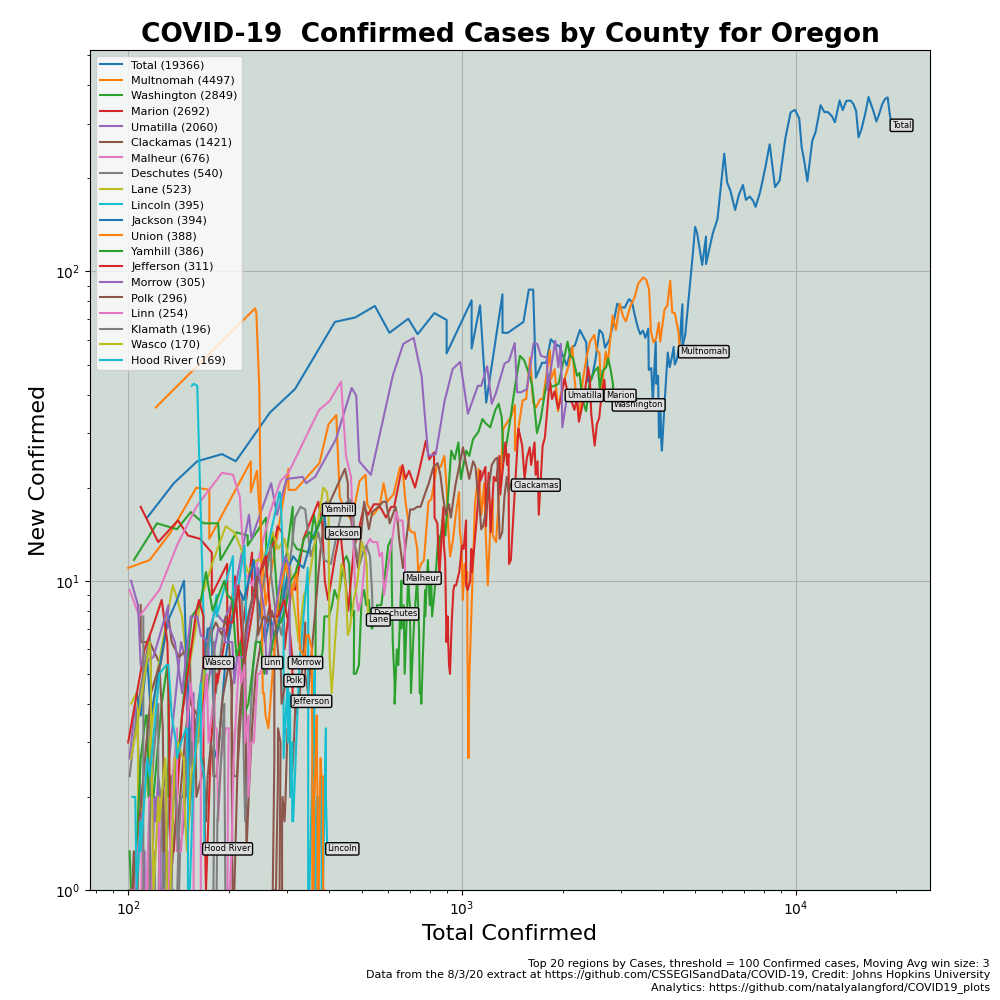 COVID-19  Confirmed Cases by County for Oregon
Total (19366)
Multnomah (4497)
Washington (2849)
Marion (2692)
Umatilla (2060)
Clackamas (1421)
Malheur (676)
Deschutes (540)
Lane (523)
Lincoln (395)
Jackson (394)
Union (388)
Yamhill (386)
Jefferson (311)
Morrow (305)
Polk (296)
Linn (254)
Klamath (196)
Wasco (170)
Hood River (169)
Total
Multnomah
Umatilla
Marion
Washington
Clackamas
Yamhill
Jackson
Malheur
Deschutes
Lane
Wasco
Linn
Morrow
Polk
Jefferson
Hood River
Lincoln
New Confirmed
10²
10¹
10⁰
10²
10³
10⁴
Total Confirmed
Top 20 regions by Cases, threshold = 100 Confirmed cases, Moving Avg win size: 3
Data from the 8/3/20 extract at https://github.com/CSSEGISandData/COVID-19, Credit: Johns Hopkins University
Analytics: https://github.com/natalyalangford/COVID19_plots